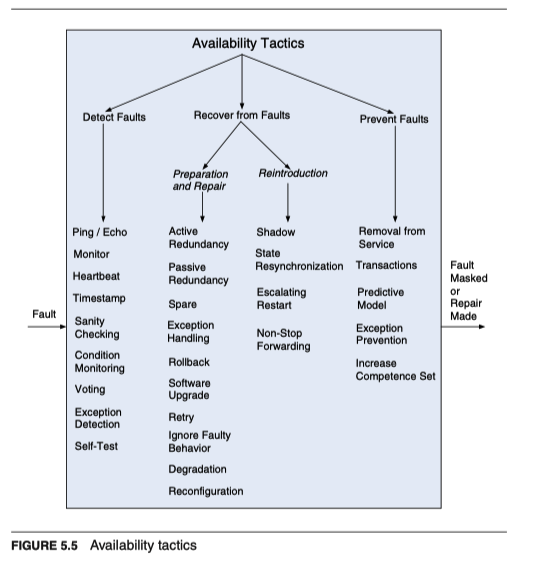 Availability Tactics
Detect Faults
Recover from Faults
Prevent Faults
Preparation
and Repair
Reintroduction
Fault
Ping / Echo
Monitor
Heartbeat
Timestamp
Sanity
Checking
Condition
Monitoring
Voting
Exception
Detection
Self-Test
Active
Redundancy
Passive
Redundancy
Spare
Exception
Handling
Rollback
Software
Upgrade
Retry
Ignore Faulty
Behavior
Degradation
Reconfiguration
Shadow
State
Resynchronization
Escalating
Restart
Non-Stop
Forwarding
Removal from
Service
Transactions
Predictive
Model
Exception
Prevention
Increase
Competence Set
Fault
Masked
or
Repair
Made
FIGURE 5.5 Availability tactics